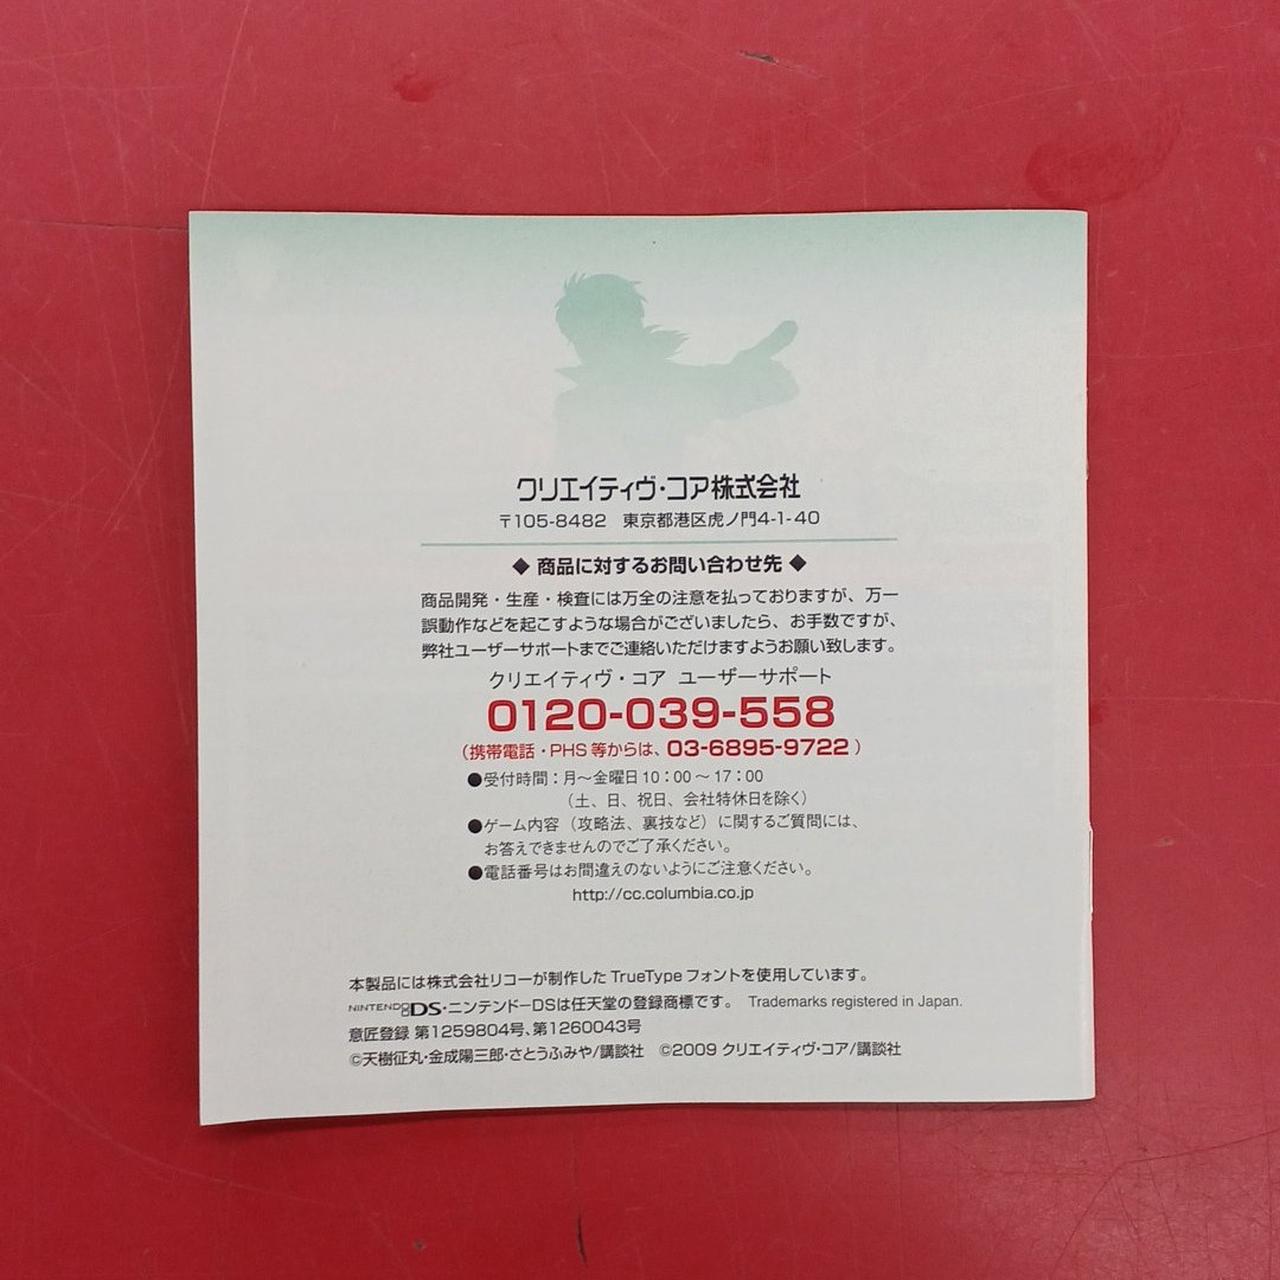 クリエイティヴ・コア株式会社
〒105-8482　東京都港区虎ノ門4-1-40
◆ 商品に対するお問い合わせ先 ◆
商品開発・生産・検査には万全の注意を払っておりますが、万一
誤動作などを起こすような場合がございましたら、お手数ですが、
弊社ユーザーサポートまでご連絡いただけますようお願い致します。
クリエイティヴ・コア ユーザーサポート
0120-039-558
（携帯電話・PHS 等からは、03-6895-9722）
●受付時間：月～金曜日10：00～17：00
（土、日、祝日、会社特休日を除く）
●ゲーム内容（攻略法、裏技など）に関するご質問には、
お答えできませんのでご了承ください。
●電話番号はお間違えのないようにご注意ください。
http://cc.columbia.co.jp
本製品には株式会社リコーが制作した TrueType フォントを使用しています。
NINTENDO DS・ニンテンドーDSは任天堂の登録商標です。 Trademarks registered in Japan.
意匠登録 第1259804号、第1260043号
©天樹征丸・金成陽三郎・さとうふみや/講談社　©2009 クリエイティヴ・コア/講談社